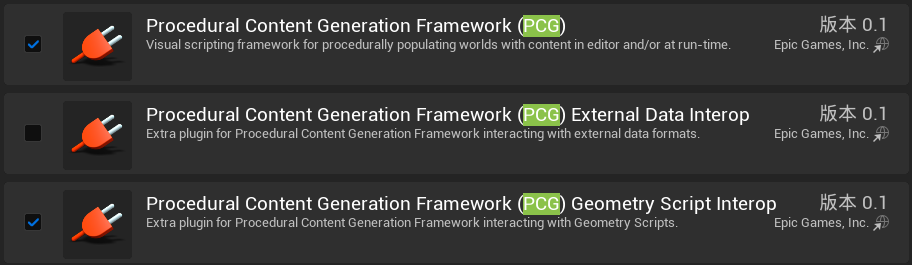 Procedural Content Generation Framework (PCG)
版本 0.1
Visual scripting framework for procedurally populating worlds with content in editor and/or at run-time.
Epic Games, Inc.
Procedural Content Generation Framework (PCG) External Data Interop
版本 0.1
Extra plugin for Procedural Content Generation Framework interacting with external data formats.
Epic Games, Inc.
Procedural Content Generation Framework (PCG) Geometry Script Interop
版本 0.1
Extra plugin for Procedural Content Generation Framework interacting with Geometry Scripts.
Epic Games, Inc.